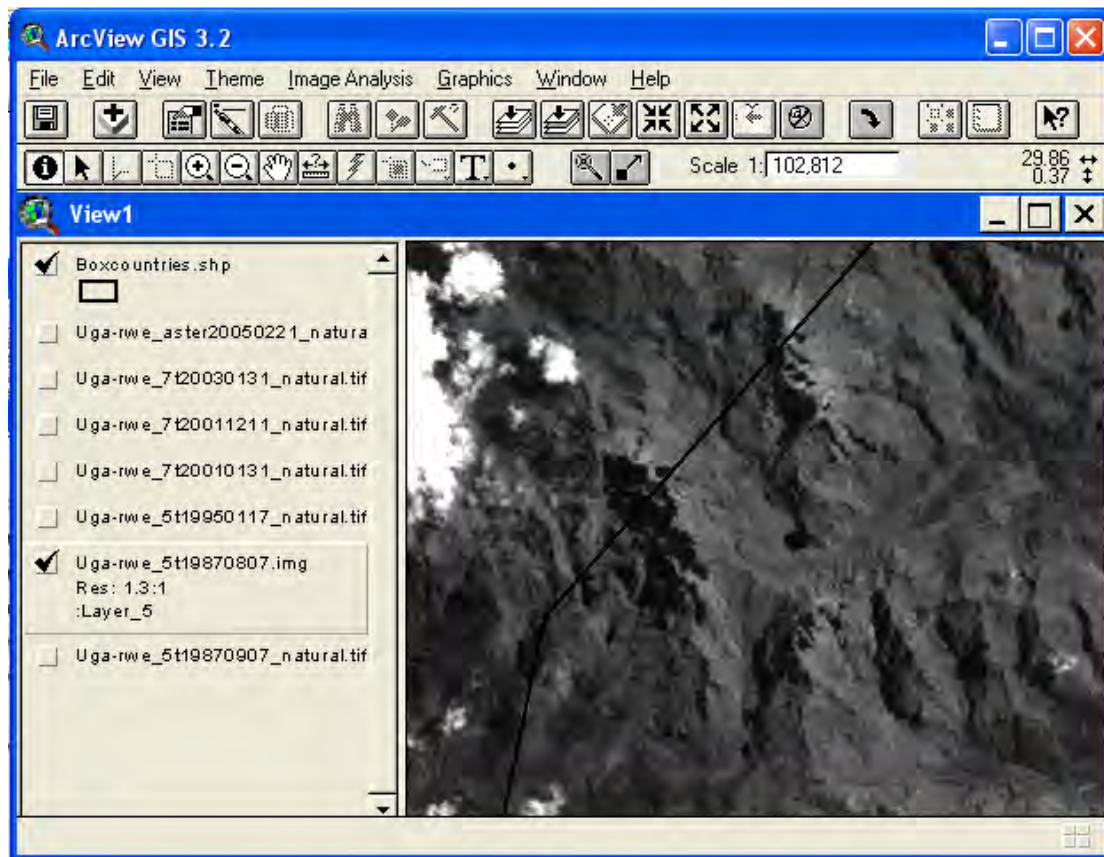 ArcView GIS 3.2
File Edit View Theme Image Analysis Graphics Window Help
Scale 1: 102,812
29.86
0.37
View1
Boxcountries.shp
Uga-rwe_aster20050221_natura
Uga-rwe_7t20030131_natural.tif
Uga-rwe_7t20011211_natural.tif
Uga-rwe_7t20010131_natural.tif
Uga-rwe_5t19950117_natural.tif
Uga-rwe_5t19870807.img
Res: 1.3:1
:Layer_5
Uga-rwe_5t19870907_natural.tif